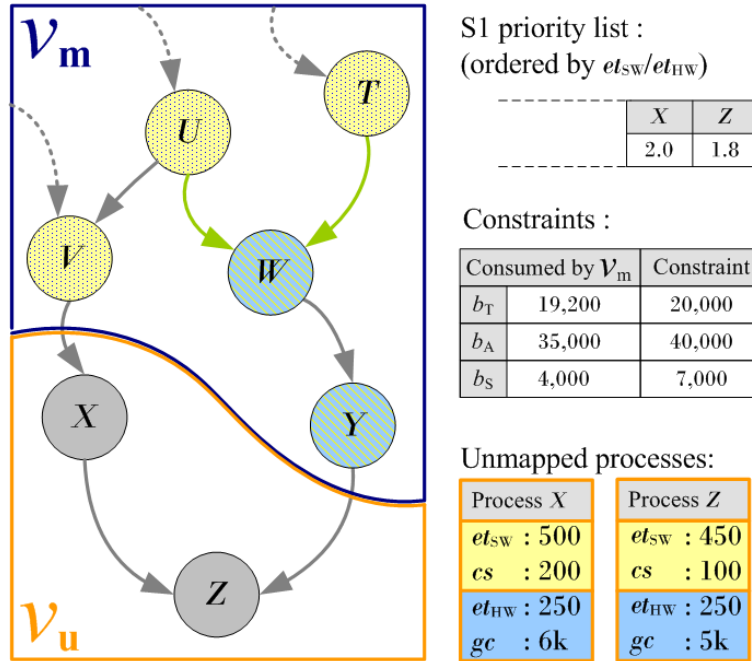 𝒱m
T
U
V
W
X
Y
Z
𝒱u
S1 priority list :
(ordered by etSW/etHW)
X Z
2.0 1.8
Constraints :
Consumed by 𝒱m Constraint
bT 19,200 20,000
bA 35,000 40,000
bS 4,000 7,000
Unmapped processes:
Process X
etSW : 500
cs : 200
etHW : 250
gc : 6k
Process Z
etSW : 450
cs : 100
etHW : 250
gc : 5k